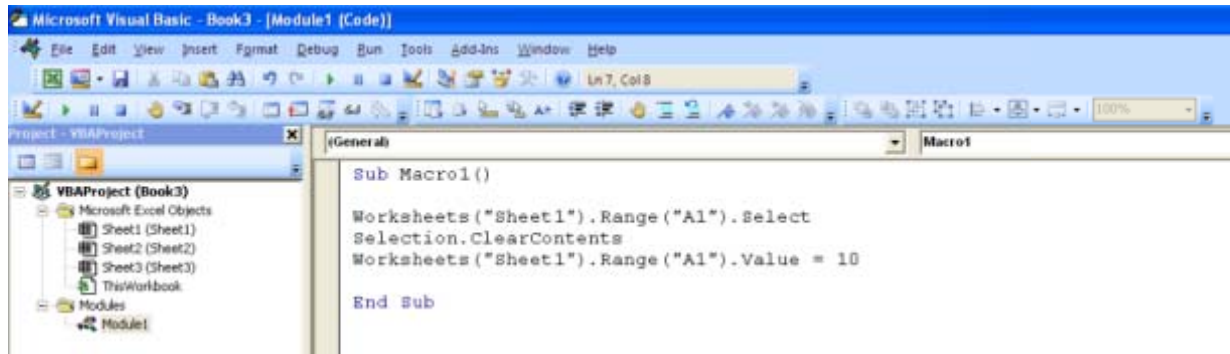 Microsoft Visual Basic - Book3 - [Module1 (Code)]
File Edit View Insert Format Debug Run Tools Add-Ins Window Help
Ln 7, Col 8
100%
Project - VBAProject
(General)
Macro1
VBAProject (Book3)
Microsoft Excel Objects
Sheet1 (Sheet1)
Sheet2 (Sheet2)
Sheet3 (Sheet3)
ThisWorkbook
Modules
Module1
Sub Macro1()
Worksheets("Sheet1").Range("A1").Select
Selection.ClearContents
Worksheets("Sheet1").Range("A1").Value = 10
End Sub